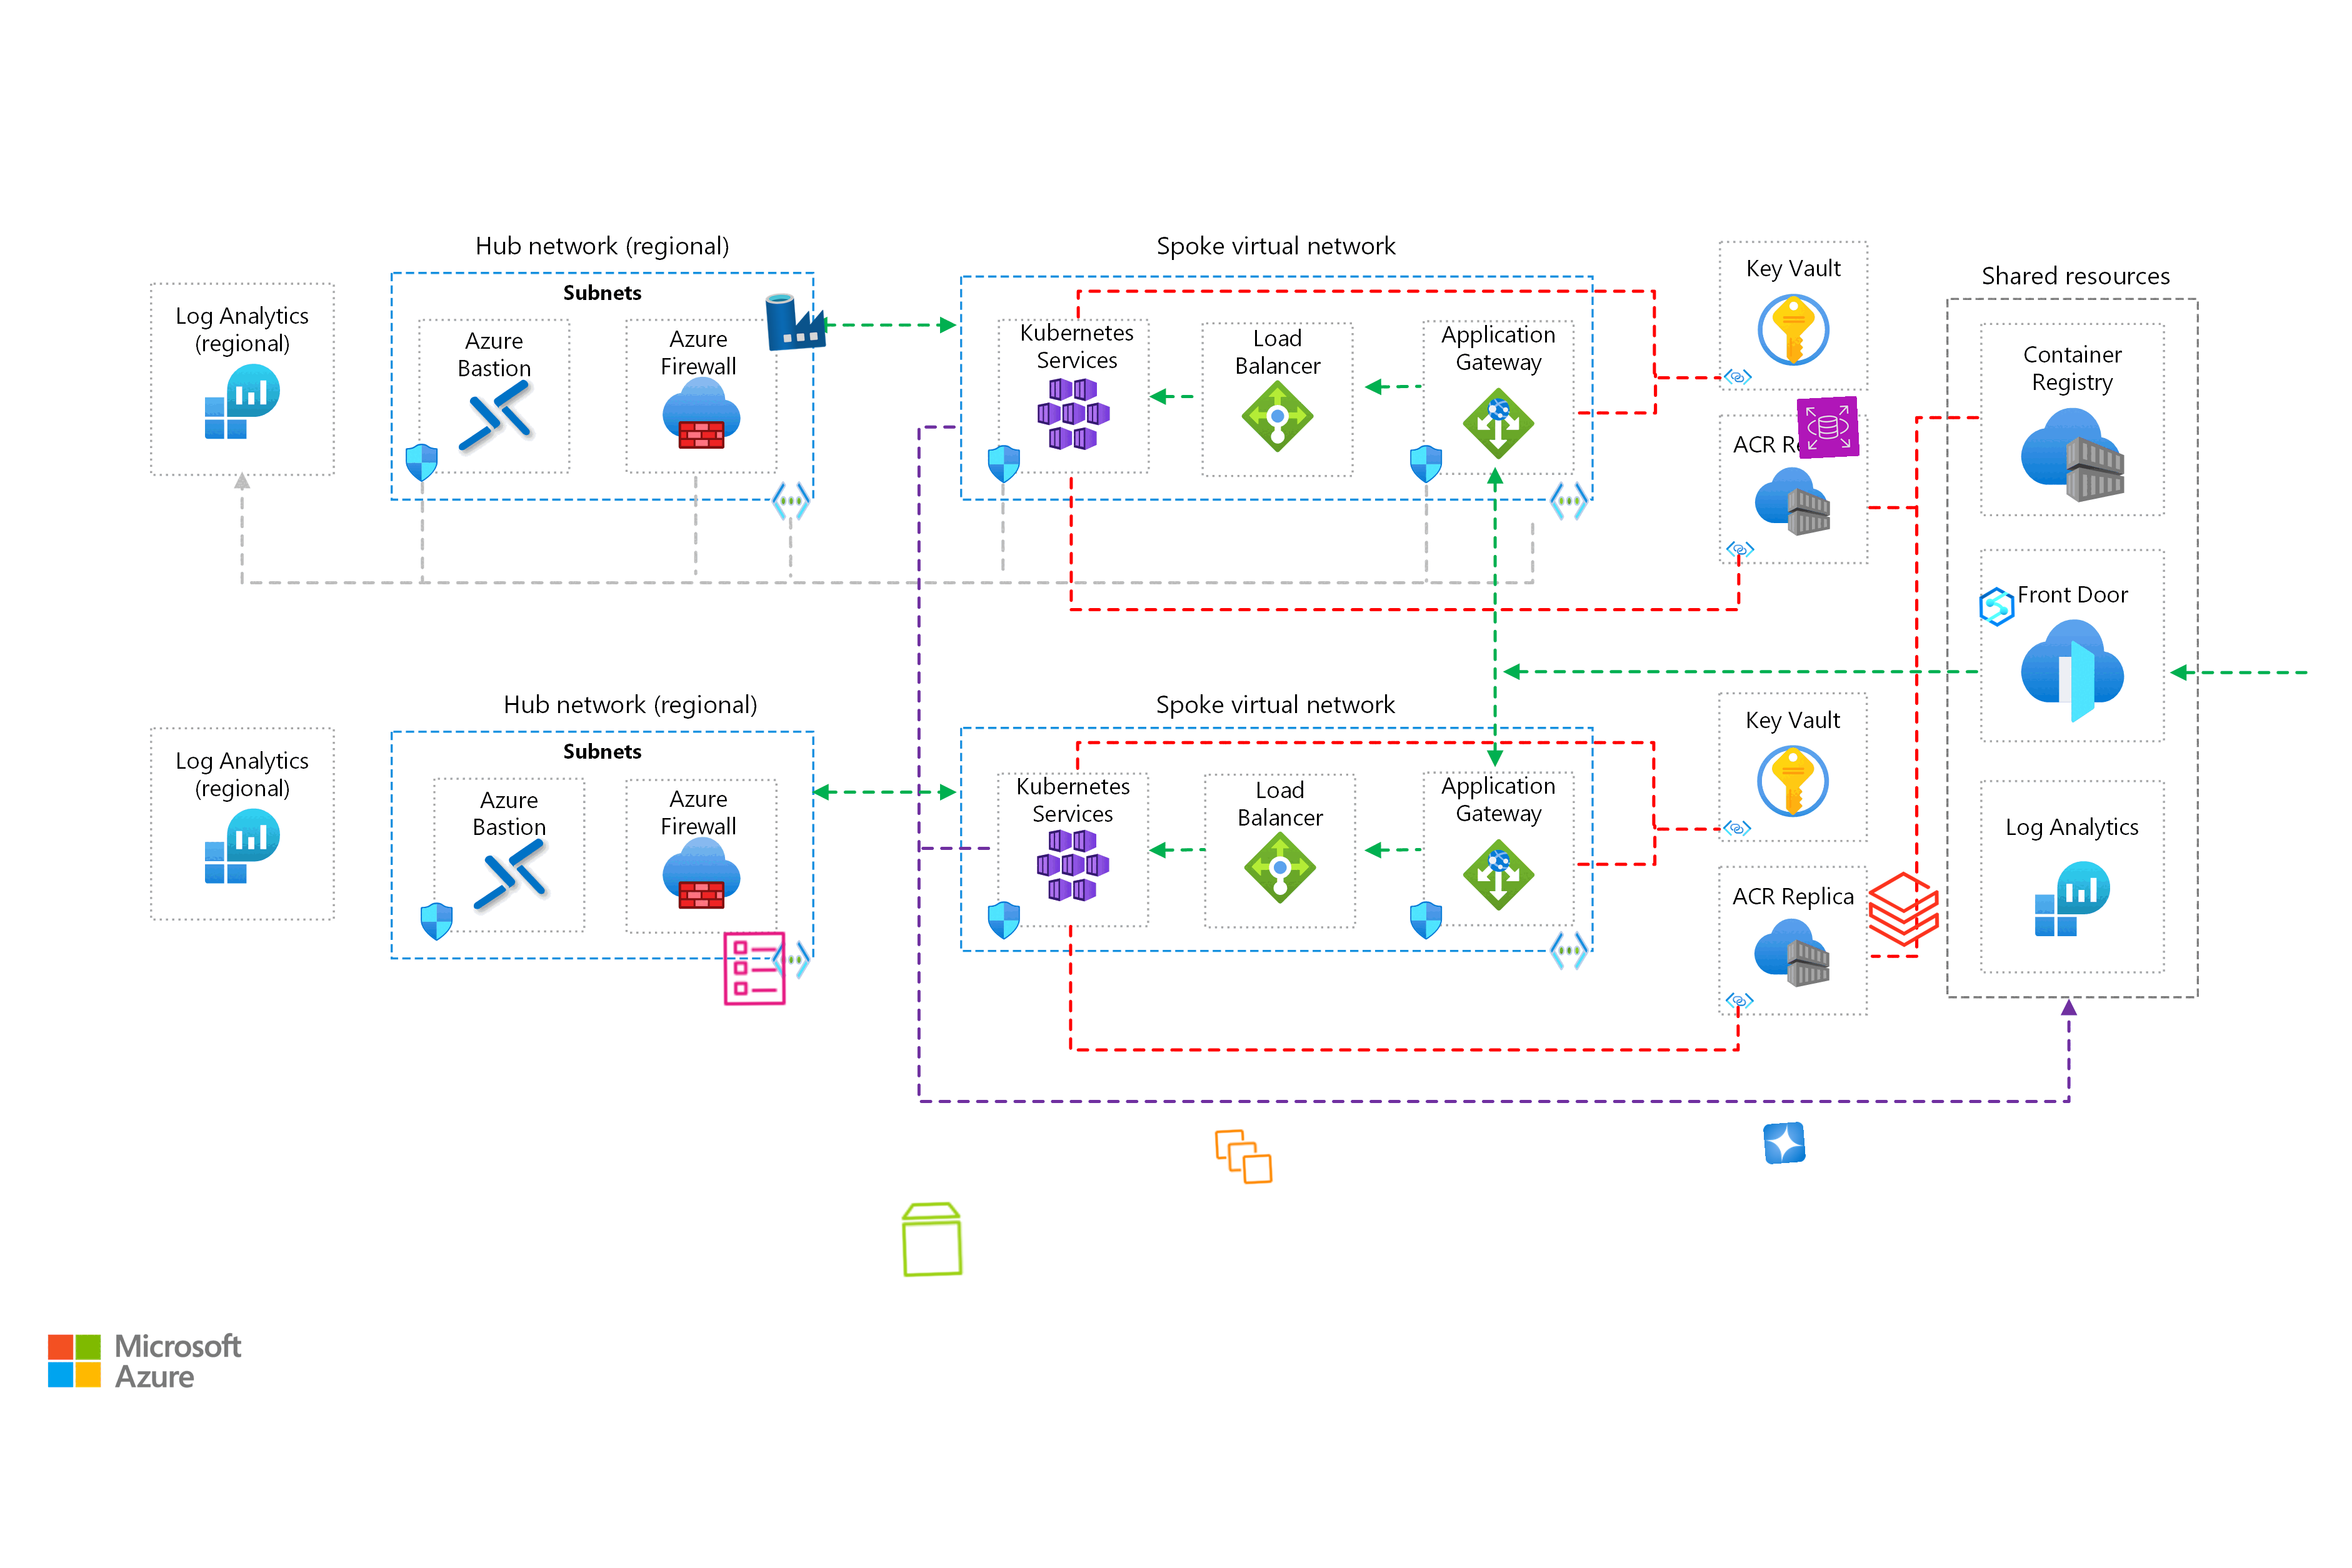 Hub network (regional)
Spoke virtual network
Shared resources
Log Analytics
(regional)
Subnets
Azure
Bastion
Azure
Firewall
Kubernetes
Services
Load
Balancer
Application
Gateway
Key Vault
ACR Re
Container
Registry
Front Door
Hub network (regional)
Spoke virtual network
Log Analytics
(regional)
Subnets
Azure
Bastion
Azure
Firewall
Kubernetes
Services
Load
Balancer
Application
Gateway
Key Vault
ACR Replica
Log Analytics
Microsoft
Azure